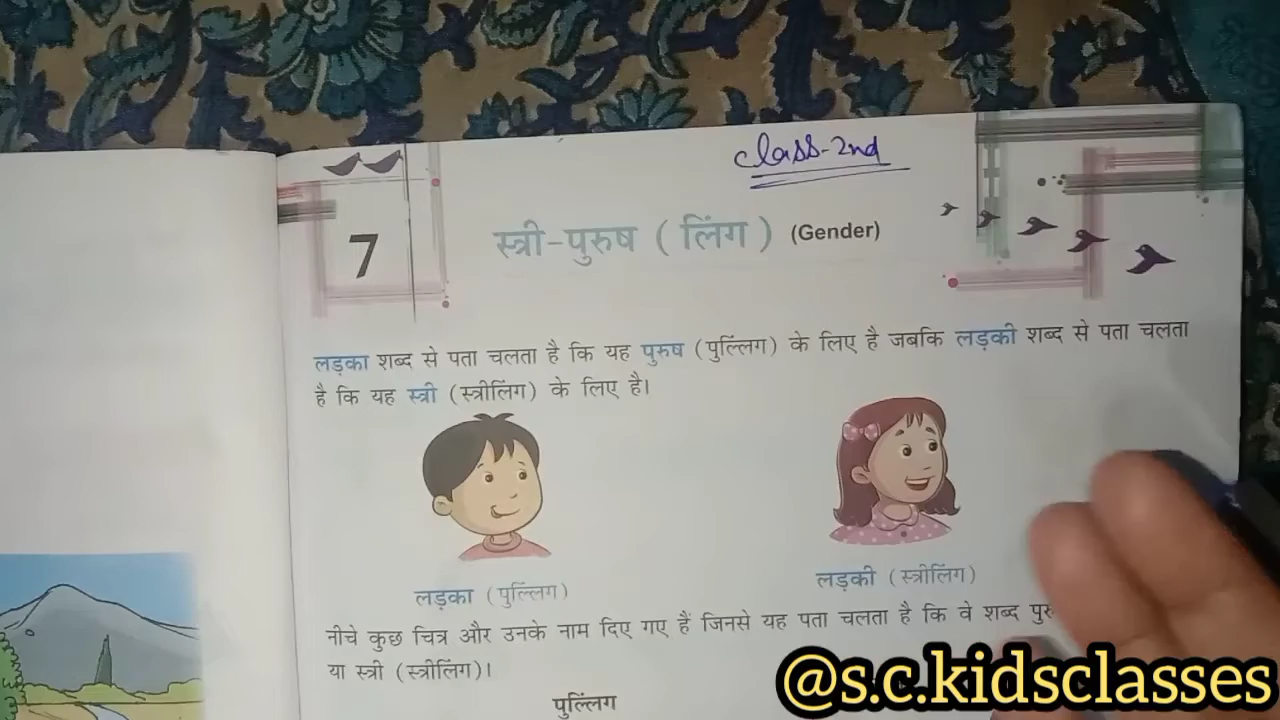 Class-2nd
7
स्त्री-पुरुष (लिंग) (Gender)
लड़का शब्द से पता चलता है कि यह पुरुष (पुल्लिंग) के लिए है जबकि लड़की शब्द से पता चलता
है कि यह स्त्री (स्त्रीलिंग) के लिए है।
लड़का (पुल्लिंग)
लड़की (स्त्रीलिंग)
नीचे कुछ चित्र और उनके नाम दिए गए हैं जिनसे यह पता चलता है कि वे शब्द
या स्त्री (स्त्रीलिंग)।
पुल्लिंग
@s.c.kidsclasses